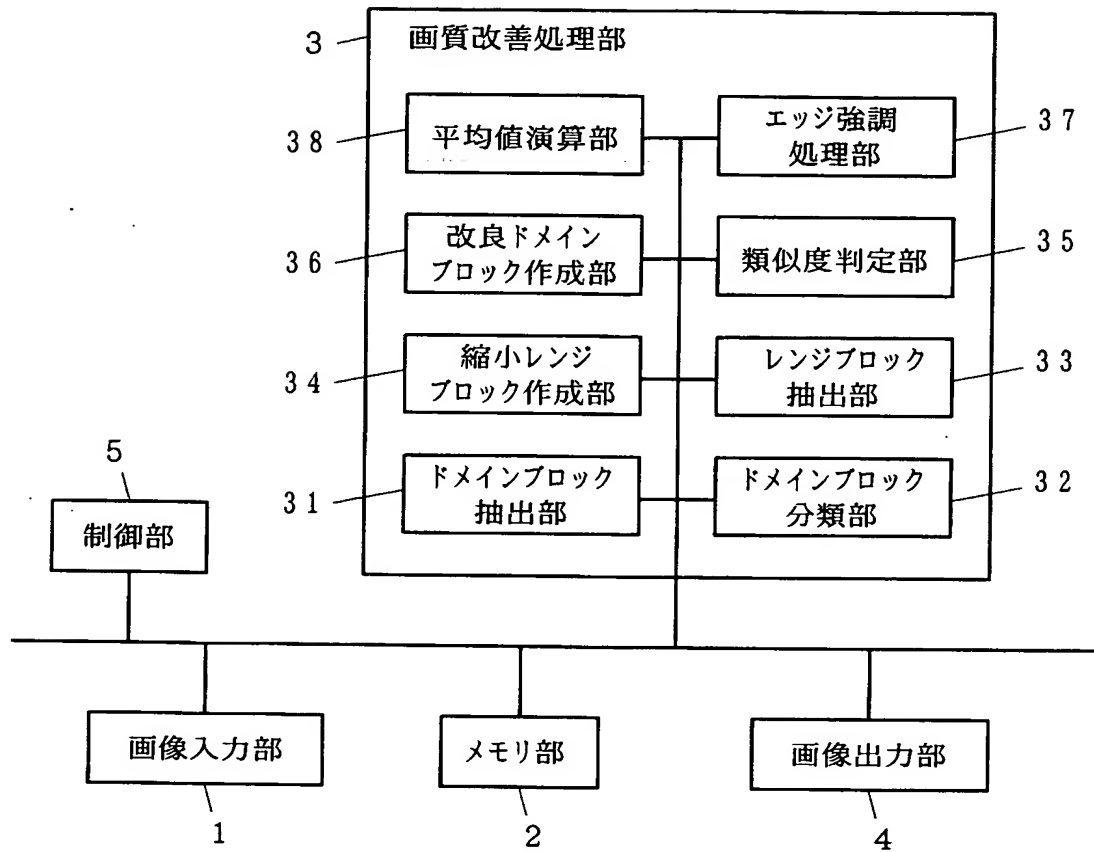 3
画質改善処理部
38
平均値演算部
エッジ強調
処理部
37
36
改良ドメイン
ブロック作成部
類似度判定部
35
34
縮小レンジ
ブロック作成部
レンジブロック
抽出部
33
31
ドメインブロック
抽出部
ドメインブロック
分類部
32
5
制御部
画像入力部
メモリ部
画像出力部
1
2
4